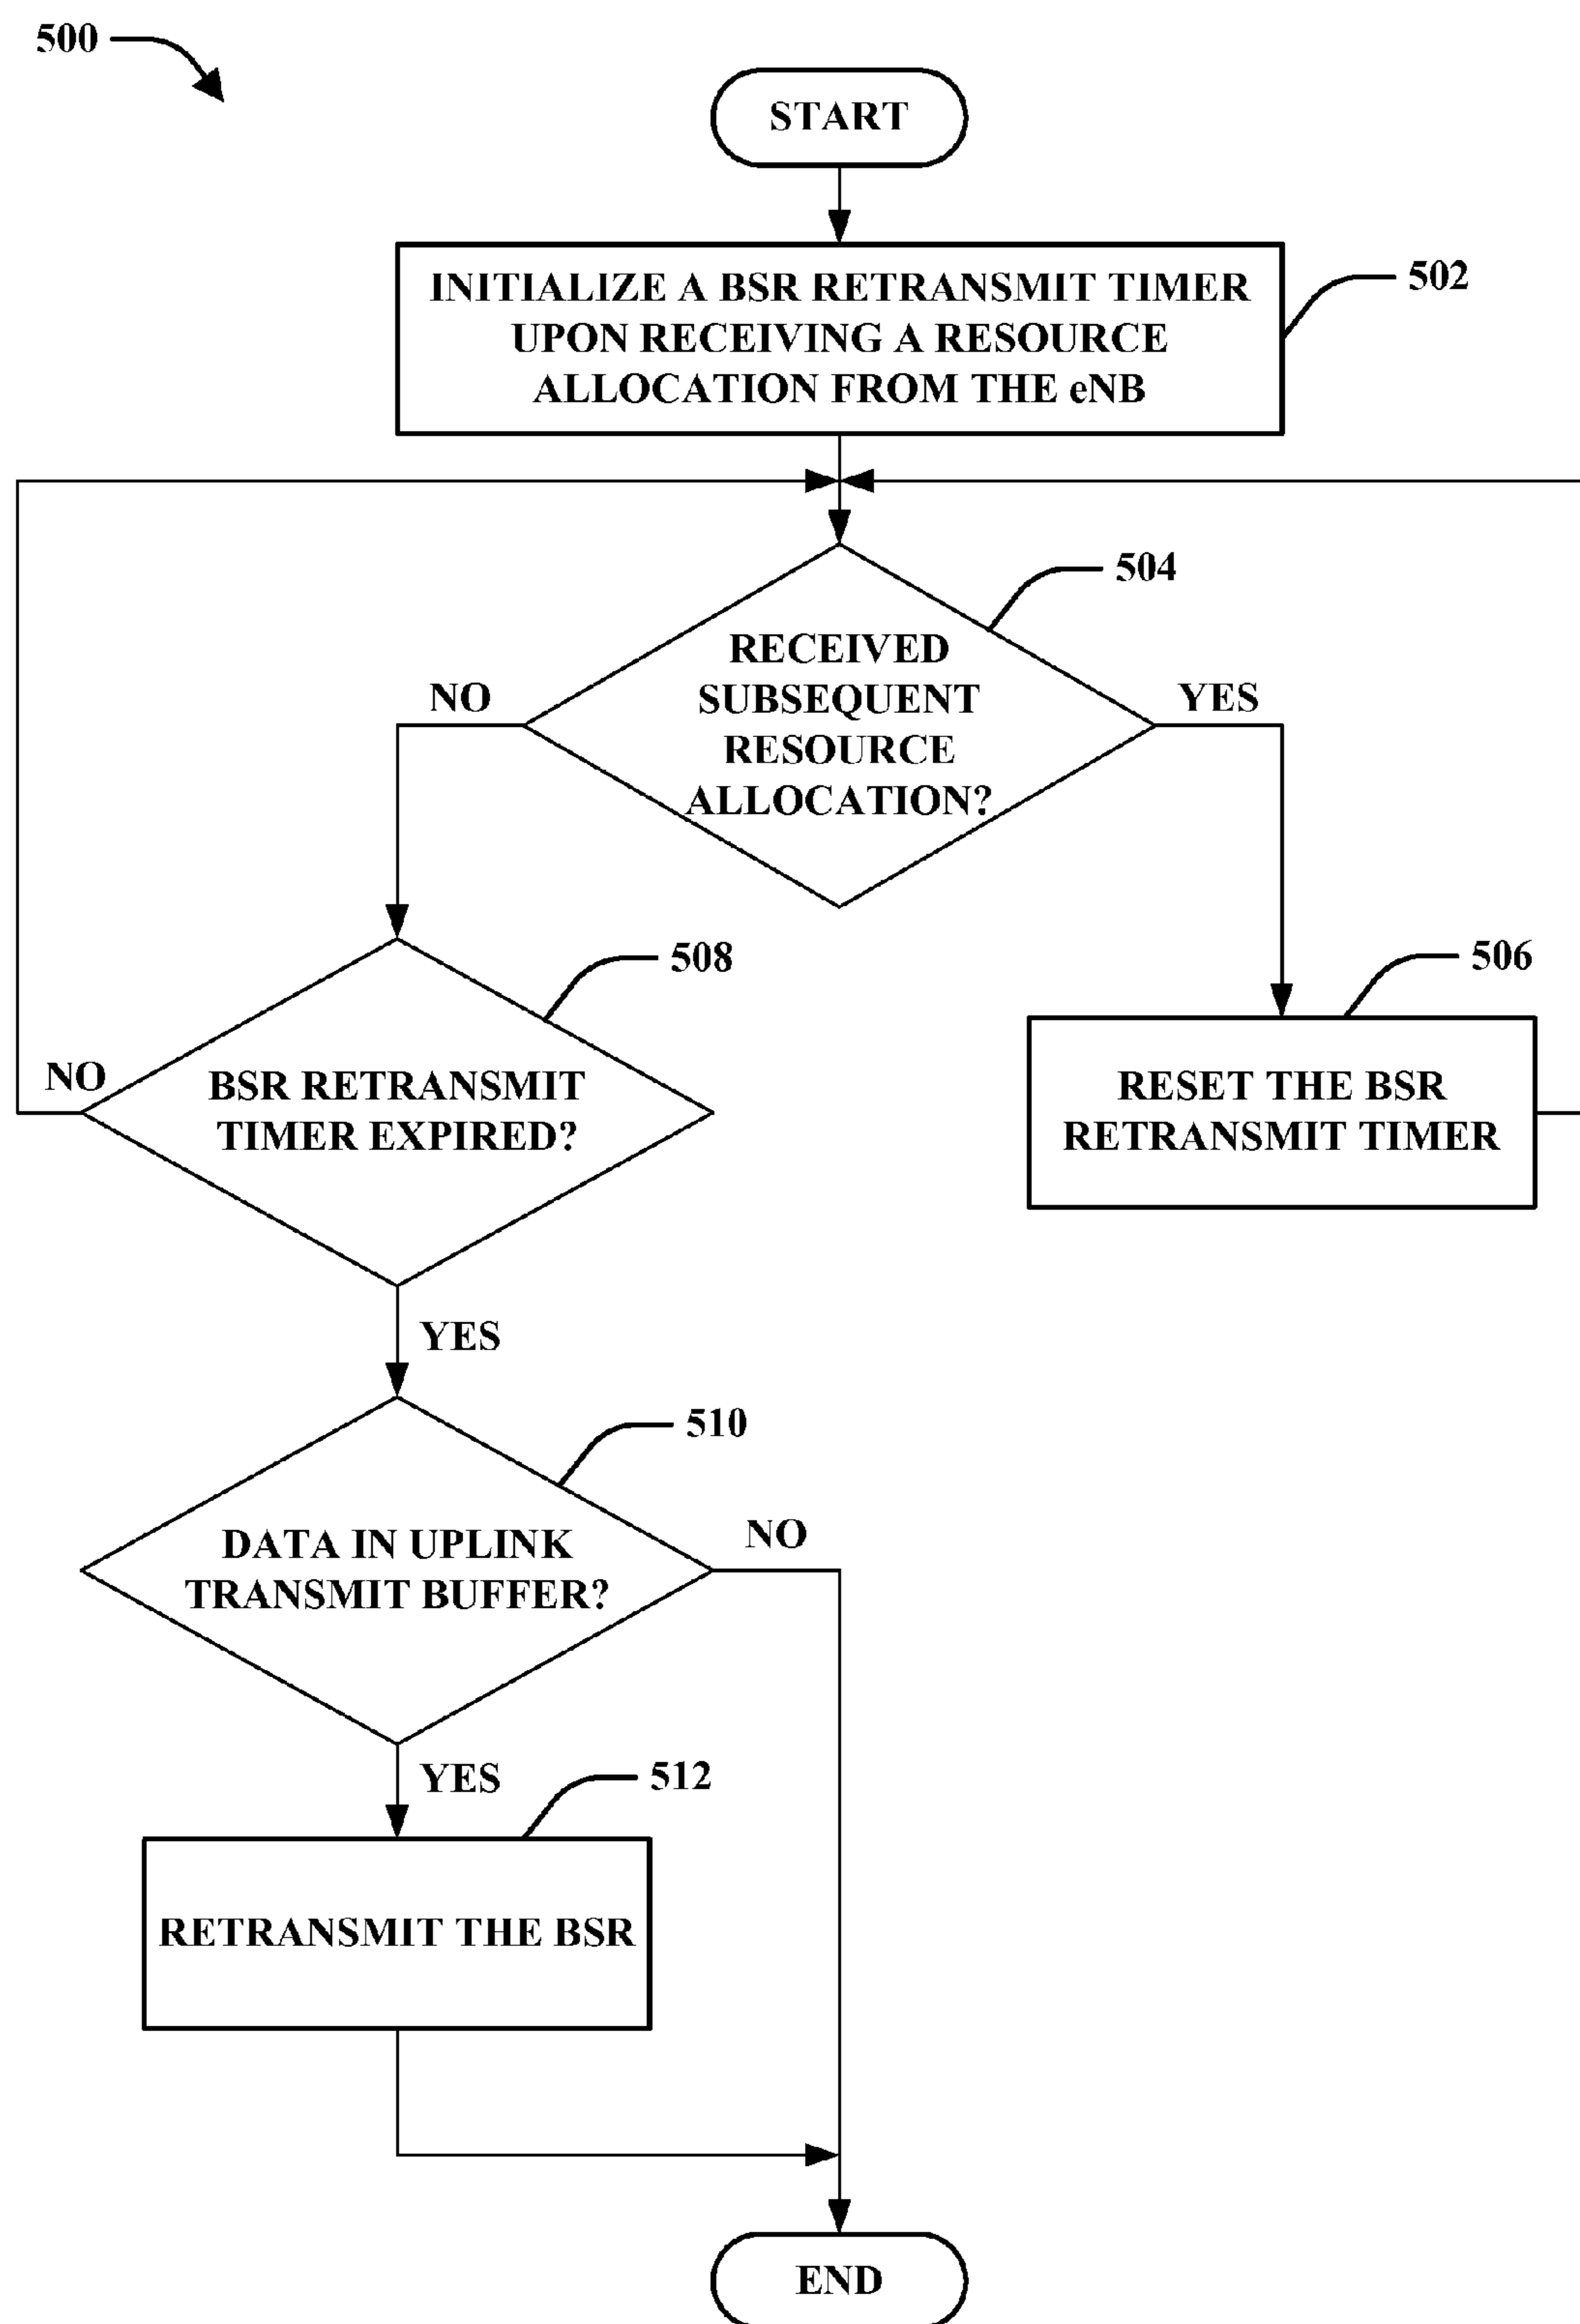 500
START
INITIALIZE A BSR RETRANSMIT TIMER
UPON RECEIVING A RESOURCE
ALLOCATION FROM THE eNB
502
504
RECEIVED
SUBSEQUENT
RESOURCE
ALLOCATION?
NO
YES
508
506
BSR RETRANSMIT
TIMER EXPIRED?
NO
RESET THE BSR
RETRANSMIT TIMER
YES
510
DATA IN UPLINK
TRANSMIT BUFFER?
NO
YES
512
RETRANSMIT THE BSR
END